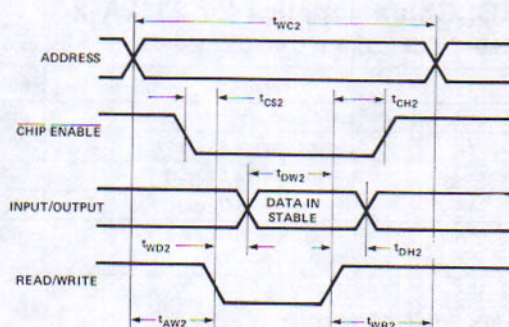 tWC2
ADDRESS
tCS2
tCH2
CHIP ENABLE
tDW2
INPUT/OUTPUT
DATA IN
STABLE
tWD2
tDH2
READ/WRITE
tAW2
tWR2